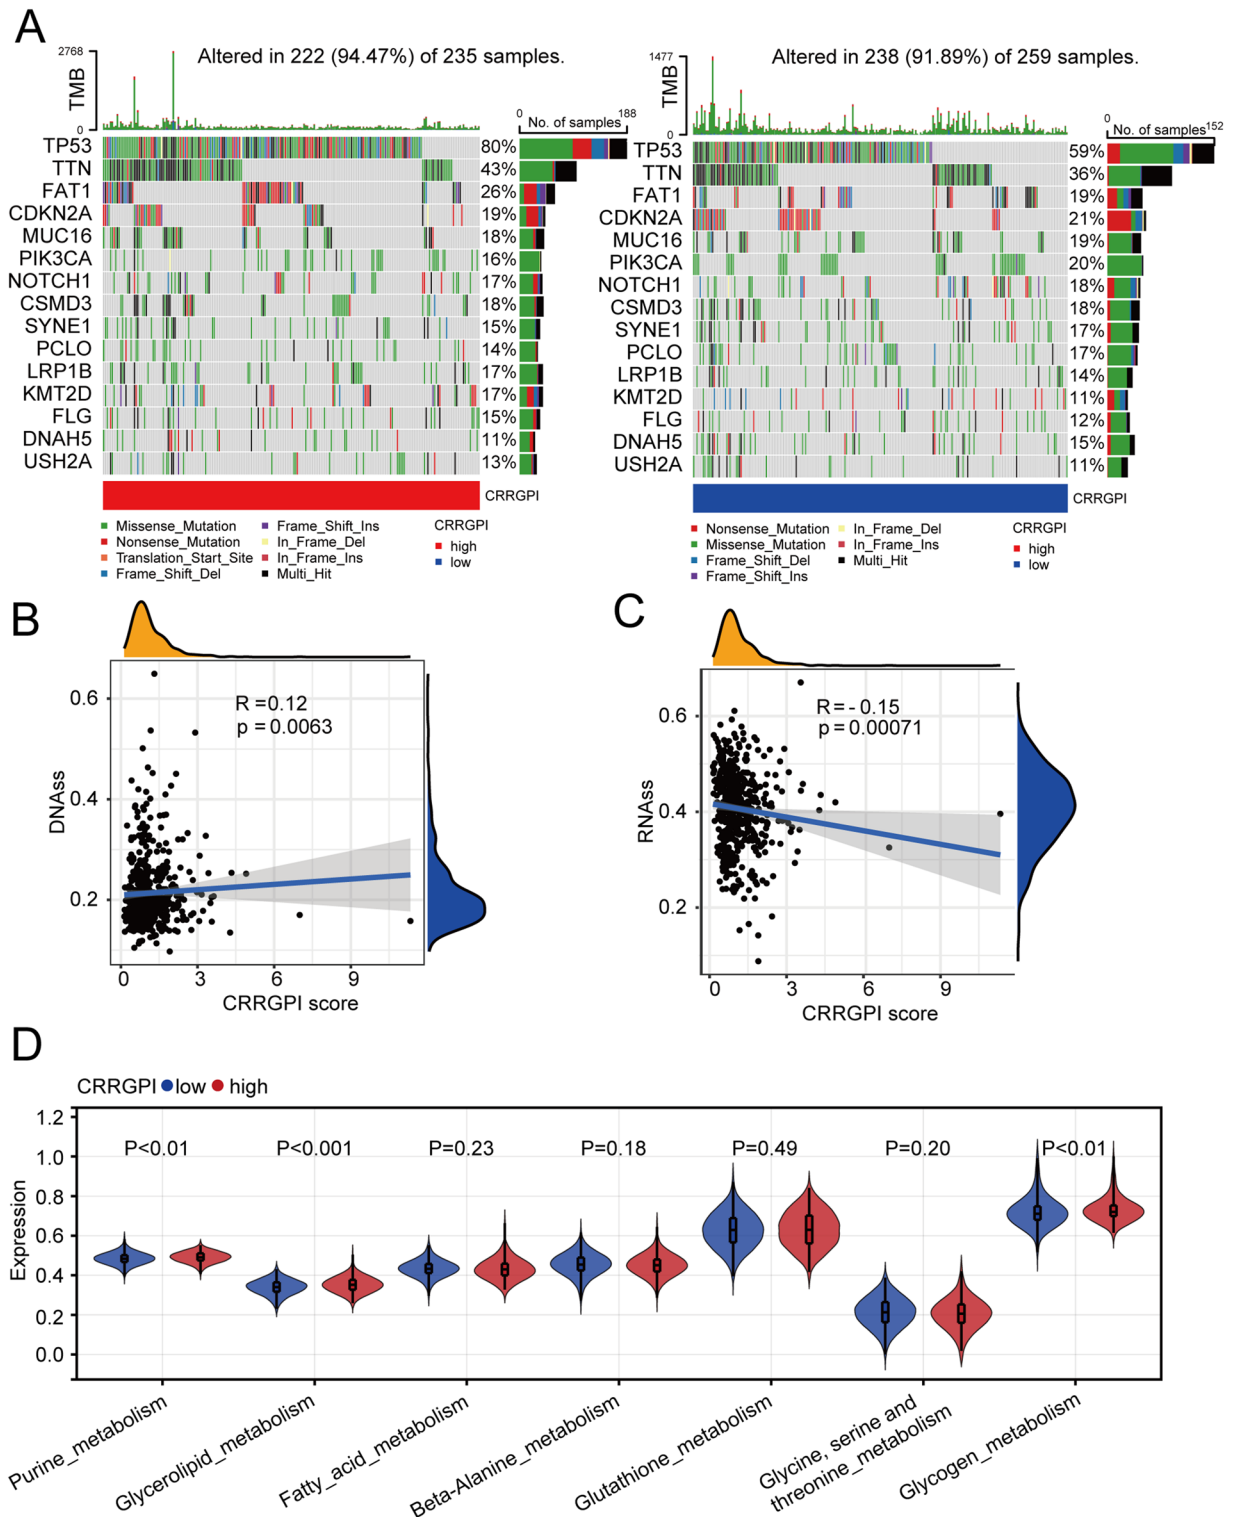 A
Altered in 222 (94.47%) of 235 samples.
2768
TMB
0
0
No. of samples
188
TP53 80%
TTN 43%
FAT1 26%
CDKN2A 19%
MUC16 18%
PIK3CA 16%
NOTCH1 17%
CSMD3 18%
SYNE1 15%
PCLO 14%
LRP1B 17%
KMT2D 17%
FLG 15%
DNAH5 11%
USH2A 13%
CRRGPI
Missense_Mutation
Nonsense_Mutation
Translation_Start_Site
Frame_Shift_Del
Frame_Shift_Ins
In_Frame_Del
In_Frame_Ins
Multi_Hit
CRRGPI
high
low
Altered in 238 (91.89%) of 259 samples.
1477
TMB
0
0
No. of samples
152
TP53 59%
TTN 36%
FAT1 19%
CDKN2A 21%
MUC16 19%
PIK3CA 20%
NOTCH1 18%
CSMD3 18%
SYNE1 17%
PCLO 17%
LRP1B 14%
KMT2D 11%
FLG 12%
DNAH5 15%
USH2A 11%
CRRGPI
Nonsense_Mutation
Missense_Mutation
Frame_Shift_Del
Frame_Shift_Ins
In_Frame_Del
In_Frame_Ins
Multi_Hit
CRRGPI
high
low
B
R=0.12
p = 0.0063
DNAss
0.6
0.4
0.2
0 3 6 9
CRRGPI score
C
R=-0.15
p = 0.00071
RNAss
0.6
0.4
0.2
0 3 6 9
CRRGPI score
D
CRRGPI low high
Expression
1.2
1.0
0.8
0.6
0.4
0.2
0.0
P<0.01 P<0.001 P=0.23 P=0.18 P=0.49 P=0.20 P<0.01
Purine_metabolism
Glycerolipid_metabolism
Fatty_acid_metabolism
Beta-Alanine_metabolism
Glutathione_metabolism
Glycine, serine and
threonine_metabolism
Glycogen_metabolism